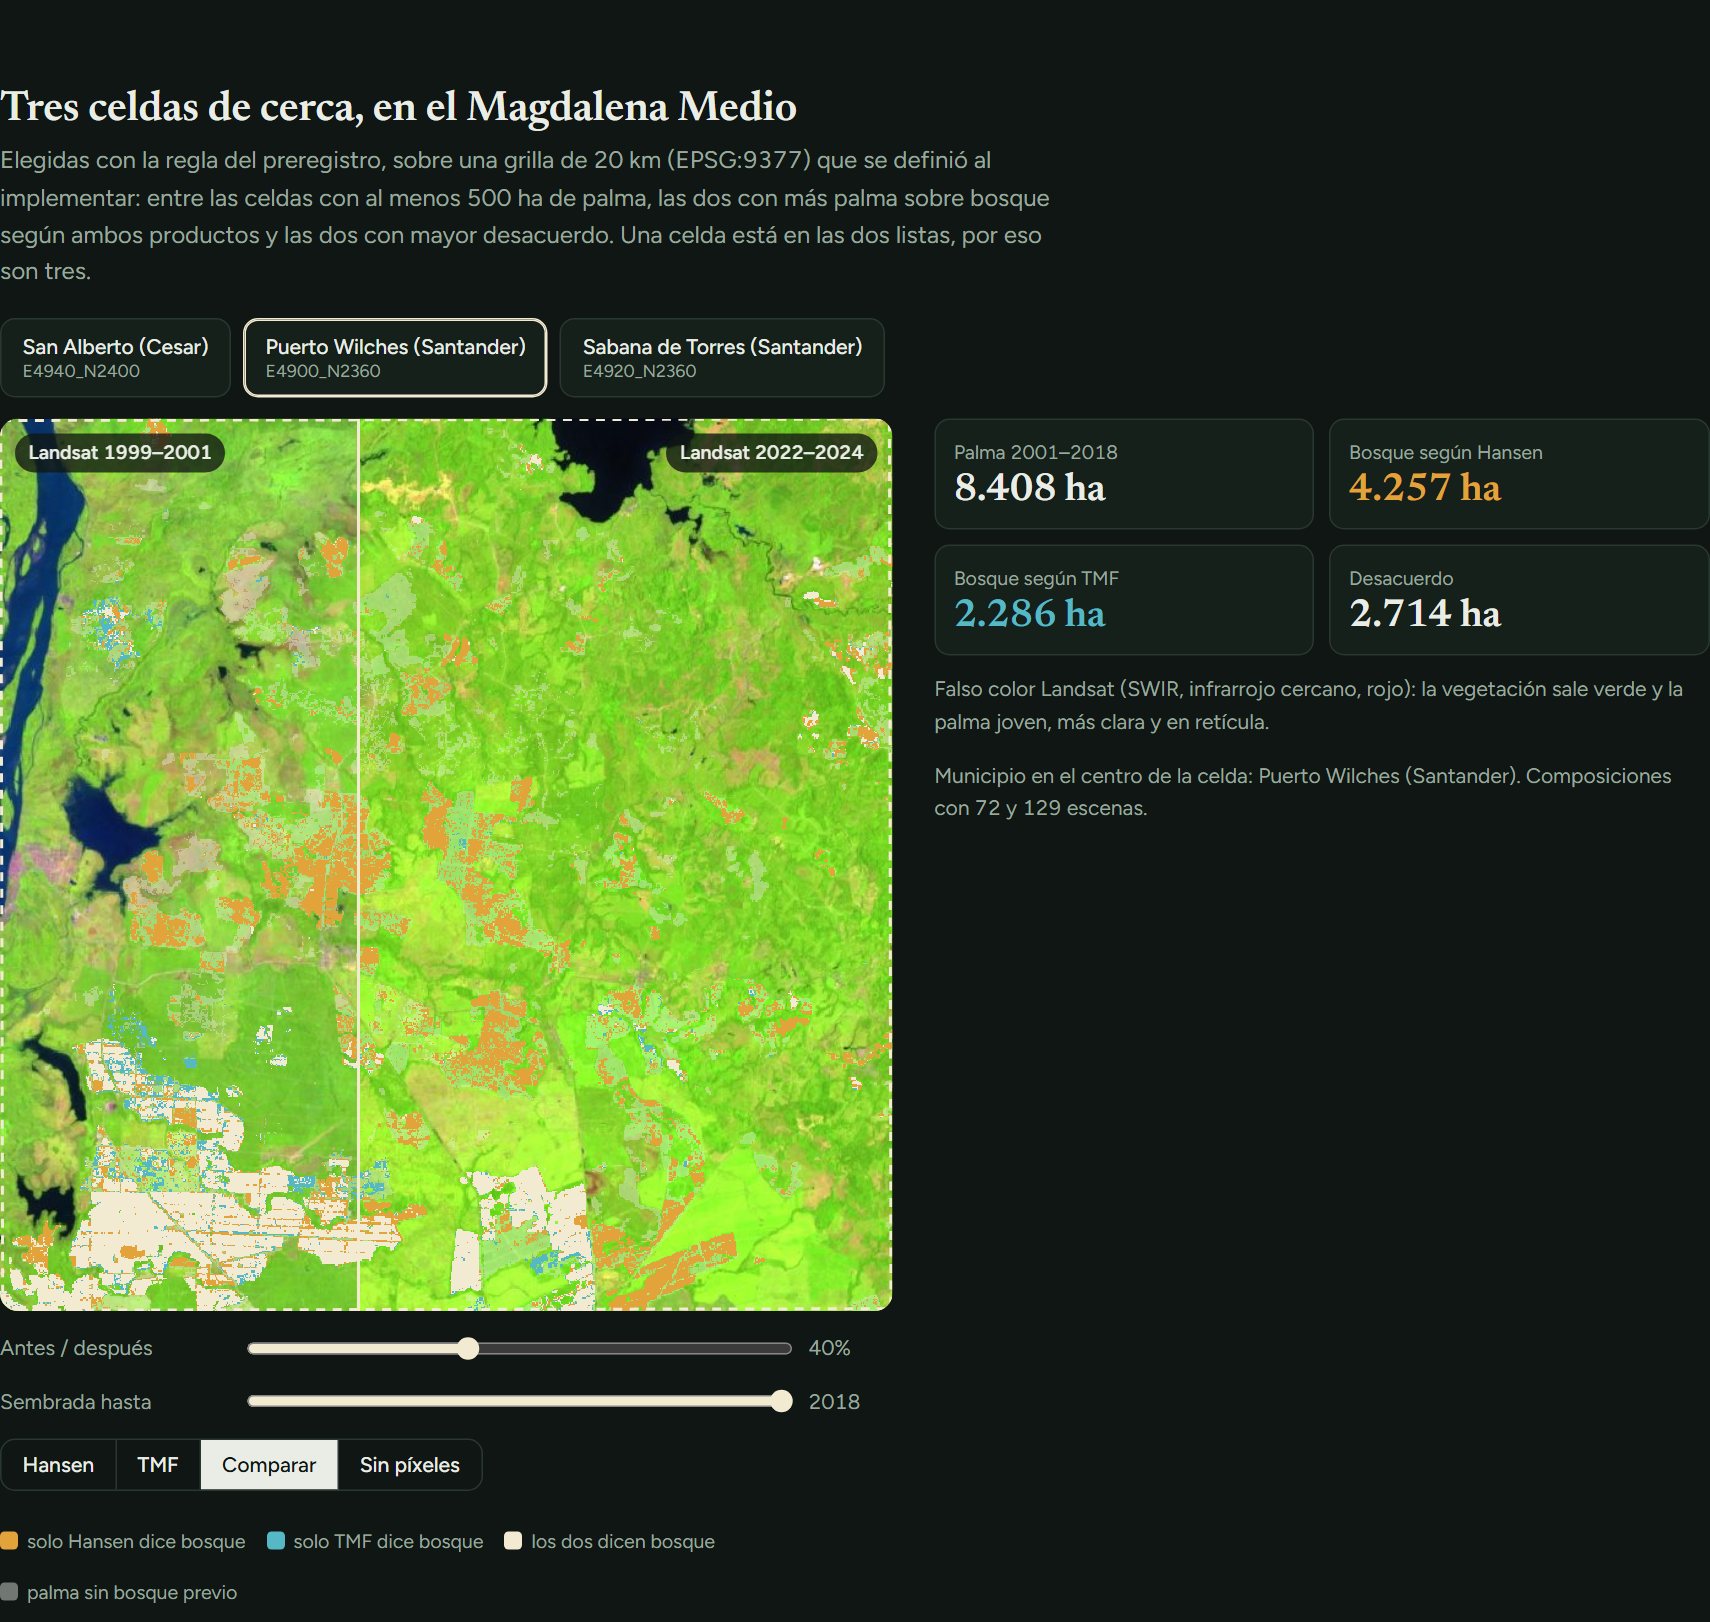 Tres celdas de cerca, en el Magdalena Medio
Elegidas con la regla del preregistro, sobre una grilla de 20 km (EPSG:9377) que se definió al
implementar: entre las celdas con al menos 500 ha de palma, las dos con más palma sobre bosque
según ambos productos y las dos con mayor desacuerdo. Una celda está en las dos listas, por eso
son tres.
San Alberto (Cesar)
E4940_N2400
Puerto Wilches (Santander)
E4900_N2360
Sabana de Torres (Santander)
E4920_N2360
Landsat 1999–2001
Landsat 2022–2024
Palma 2001–2018
8.408 ha
Bosque según Hansen
4.257 ha
Bosque según TMF
2.286 ha
Desacuerdo
2.714 ha
Falso color Landsat (SWIR, infrarrojo cercano, rojo): la vegetación sale verde y la
palma joven, más clara y en retícula.
Municipio en el centro de la celda: Puerto Wilches (Santander). Composiciones
con 72 y 129 escenas.
Antes / después
40%
Sembrada hasta
2018
Hansen
TMF
Comparar
Sin píxeles
solo Hansen dice bosque
solo TMF dice bosque
los dos dicen bosque
palma sin bosque previo